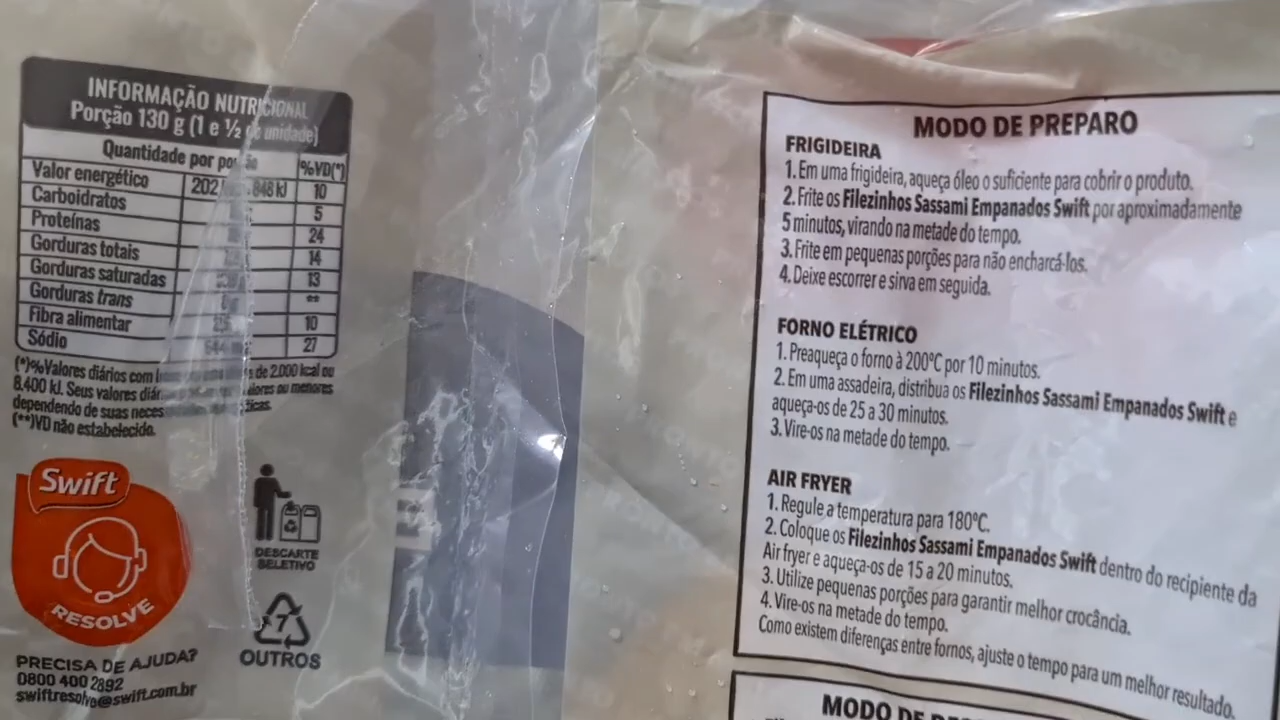 INFORMAÇÃO NUTRICIONAL
Porção 130 g (1 e ½ de unidade)
Quantidade por porção %VD(*)
Valor energético 202 848 kJ 10
Carboidratos 5
Proteínas 24
Gorduras totais 14
Gorduras saturadas 13
Gorduras trans **
Fibra alimentar 10
Sódio 27
(*)%Valores diários com de 2.000 kcal ou
8.400 kJ. Seus valores ou menores
dependendo de suas
(**)VD não estabelecido.
Swift
RESOLVE
PRECISA DE AJUDA?
0800 400 2892
swiftresolve@swift.com.br
DESCARTE
SELETIVO
7
OUTROS
MODO DE PREPARO
FRIGIDEIRA
1. Em uma frigideira, aqueça óleo o suficiente para cobrir o produto.
2. Frite os Filezinhos Sassami Empanados Swift por aproximadamente
5 minutos, virando na metade do tempo.
3. Frite em pequenas porções para não encharcá-los.
4. Deixe escorrer e sirva em seguida.
FORNO ELÉTRICO
1. Preaqueça o forno à 200°C por 10 minutos.
2. Em uma assadeira, distribua os Filezinhos Sassami Empanados Swift e
aqueça-os de 25 a 30 minutos.
3. Vire-os na metade do tempo.
AIR FRYER
1. Regule a temperatura para 180°C.
2. Coloque os Filezinhos Sassami Empanados Swift dentro do recipiente da
Air fryer e aqueça-os de 15 a 20 minutos.
3. Utilize pequenas porções para garantir melhor crocância.
4. Vire-os na metade do tempo.
Como existem diferenças entre fornos, ajuste o tempo para um melhor resultado.
MODO DE